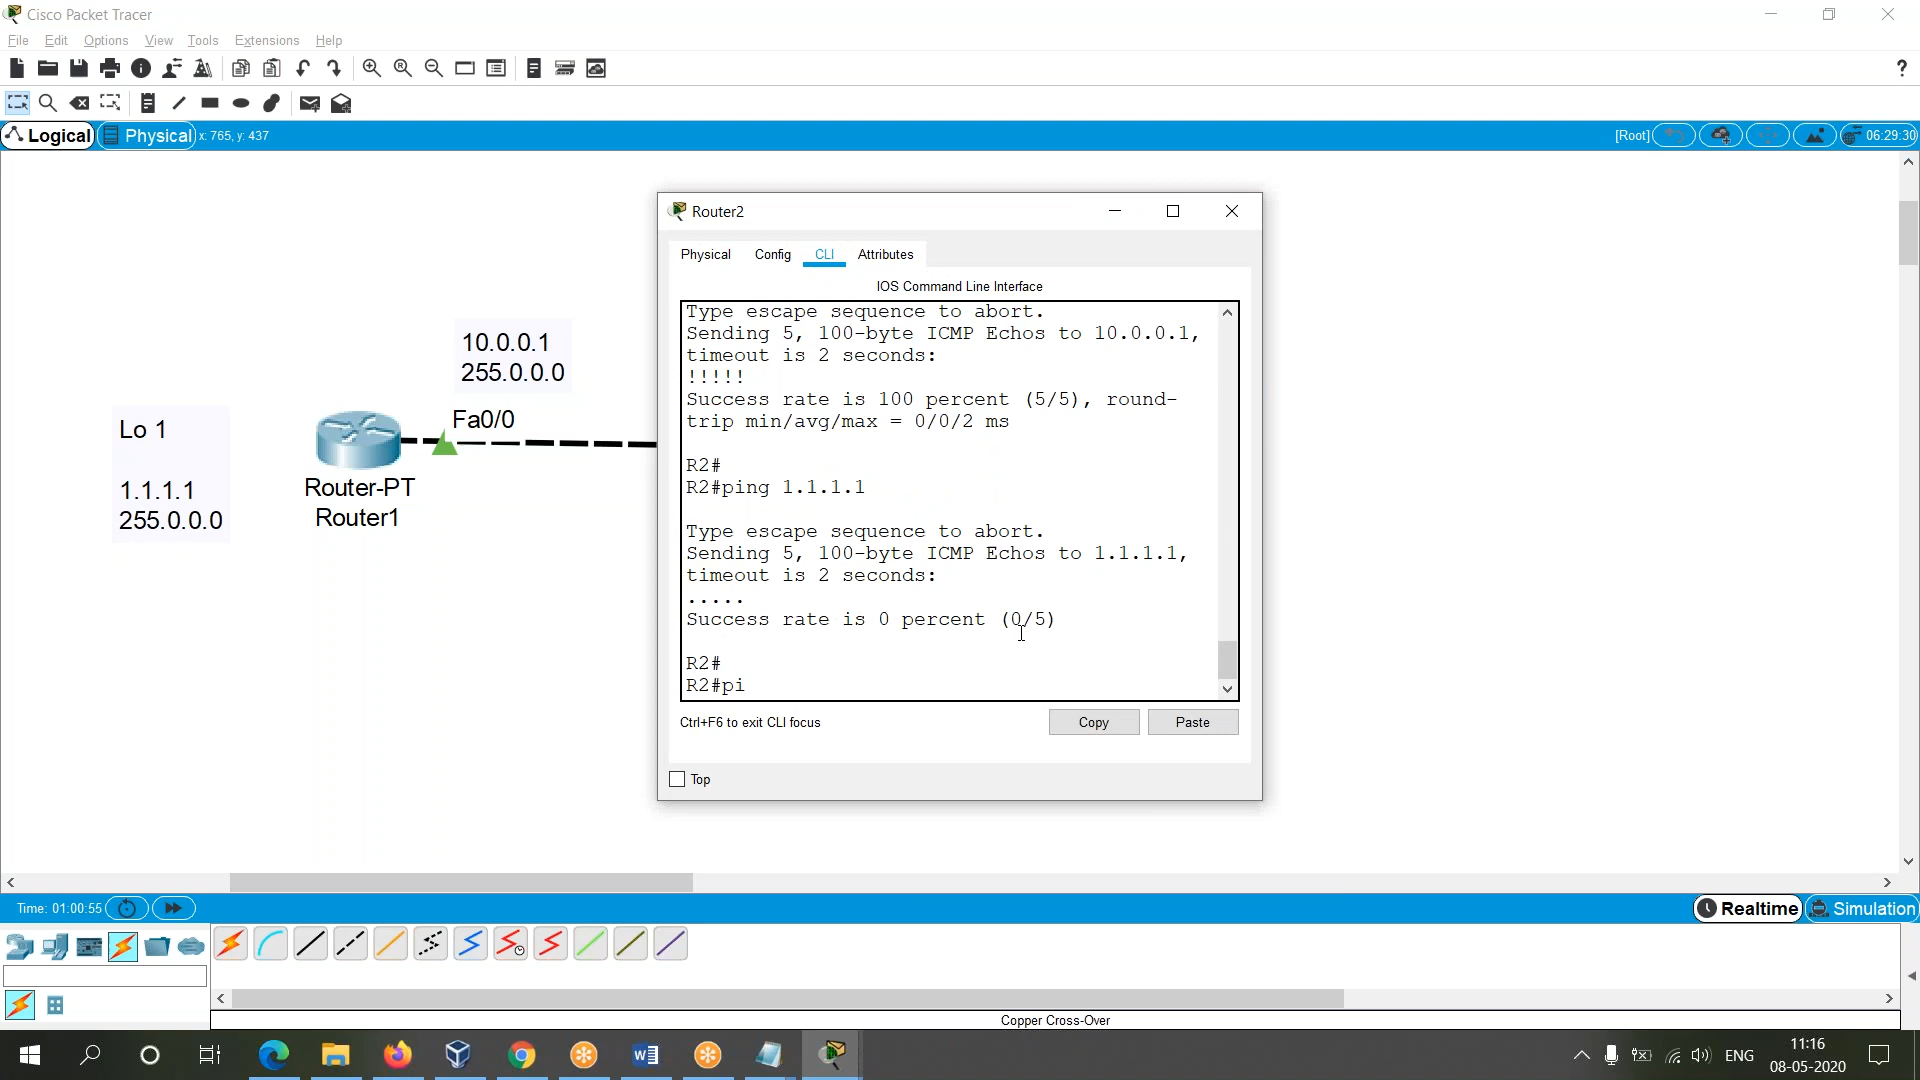 Cisco Packet Tracer
File Edit Options View Tools Extensions Help
?
Logical Physical x: 765, y: 437
[Root] 06:29:30
10.0.0.1
255.0.0.0
Fa0/0
Lo 1
1.1.1.1
255.0.0.0
Router-PT
Router1
Router2
Physical Config CLI Attributes
IOS Command Line Interface
Type escape sequence to abort.
Sending 5, 100-byte ICMP Echos to 10.0.0.1,
timeout is 2 seconds:
!!!!!
Success rate is 100 percent (5/5), round-
trip min/avg/max = 0/0/2 ms
R2#
R2#ping 1.1.1.1
Type escape sequence to abort.
Sending 5, 100-byte ICMP Echos to 1.1.1.1,
timeout is 2 seconds:
.....
Success rate is 0 percent (0/5)
R2#
R2#pi
Ctrl+F6 to exit CLI focus
Copy Paste
Top
Time: 01:00:55
Realtime Simulation
Copper Cross-Over
ENG
11:16
08-05-2020